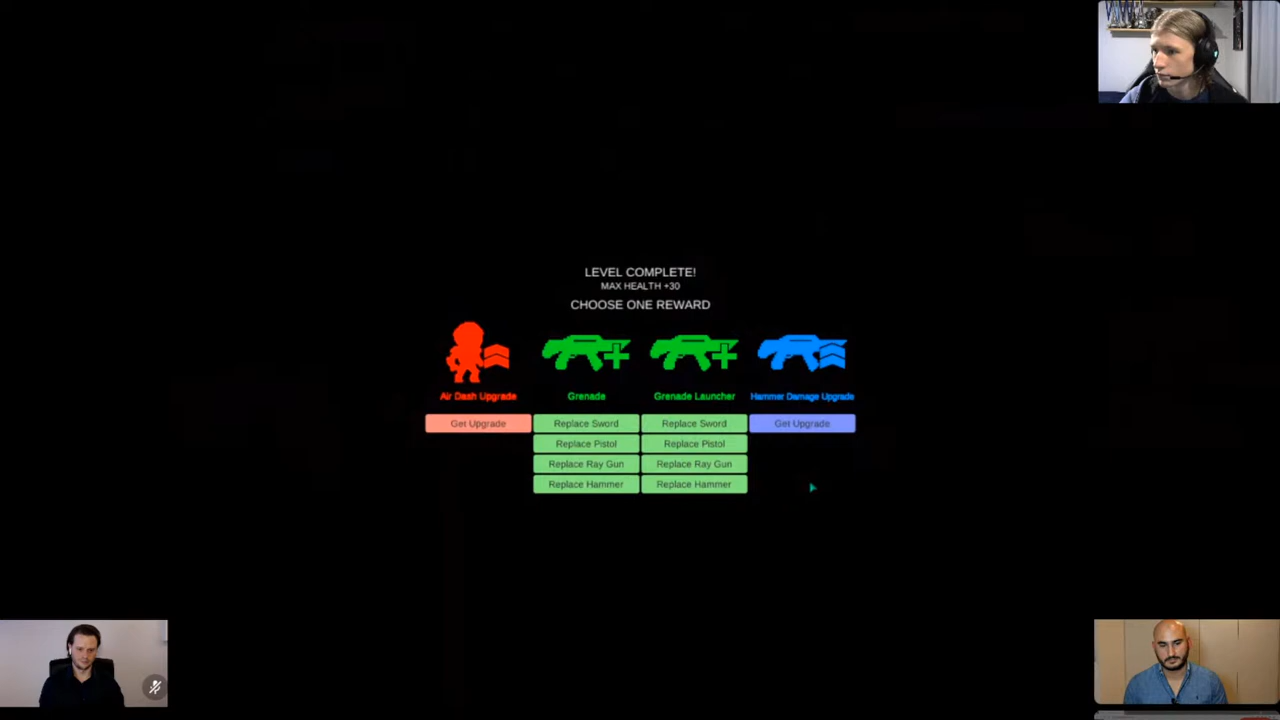 LEVEL COMPLETE!
MAX HEALTH +30
CHOOSE ONE REWARD
Air Dash Upgrade
Grenade
Grenade Launcher
Hammer Damage Upgrade
Get Upgrade
Replace Sword
Replace Sword
Get Upgrade
Replace Pistol
Replace Pistol
Replace Ray Gun
Replace Ray Gun
Replace Hammer
Replace Hammer